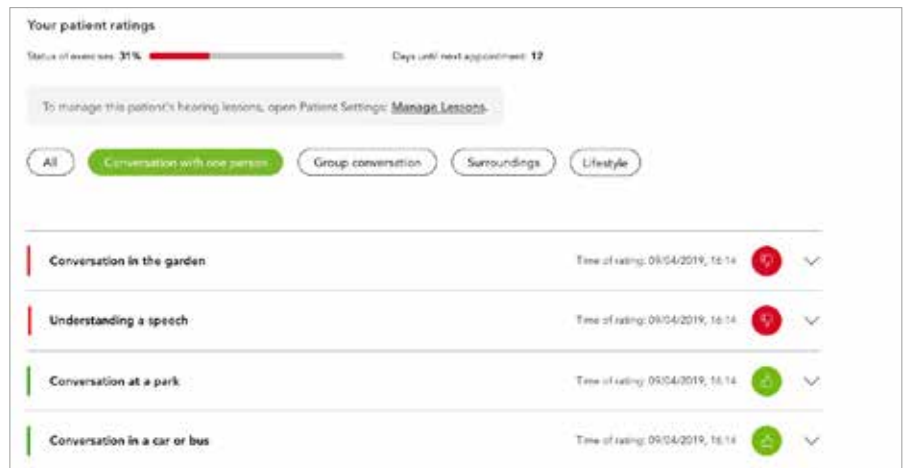 Your patient ratings
Status of exercises: 31% Days until next appointment: 12
To manage this patient's hearing lessons, open Patient Settings: Manage Lessons.
All Conversation with one person Group conversation Surroundings Lifestyle
Conversation in the garden Time of rating: 09/04/2019, 16:14
Understanding a speech Time of rating: 09/04/2019, 16:14
Conversation at a park Time of rating: 09/04/2019, 16:14
Conversation in a car or bus Time of rating: 09/04/2019, 16:14